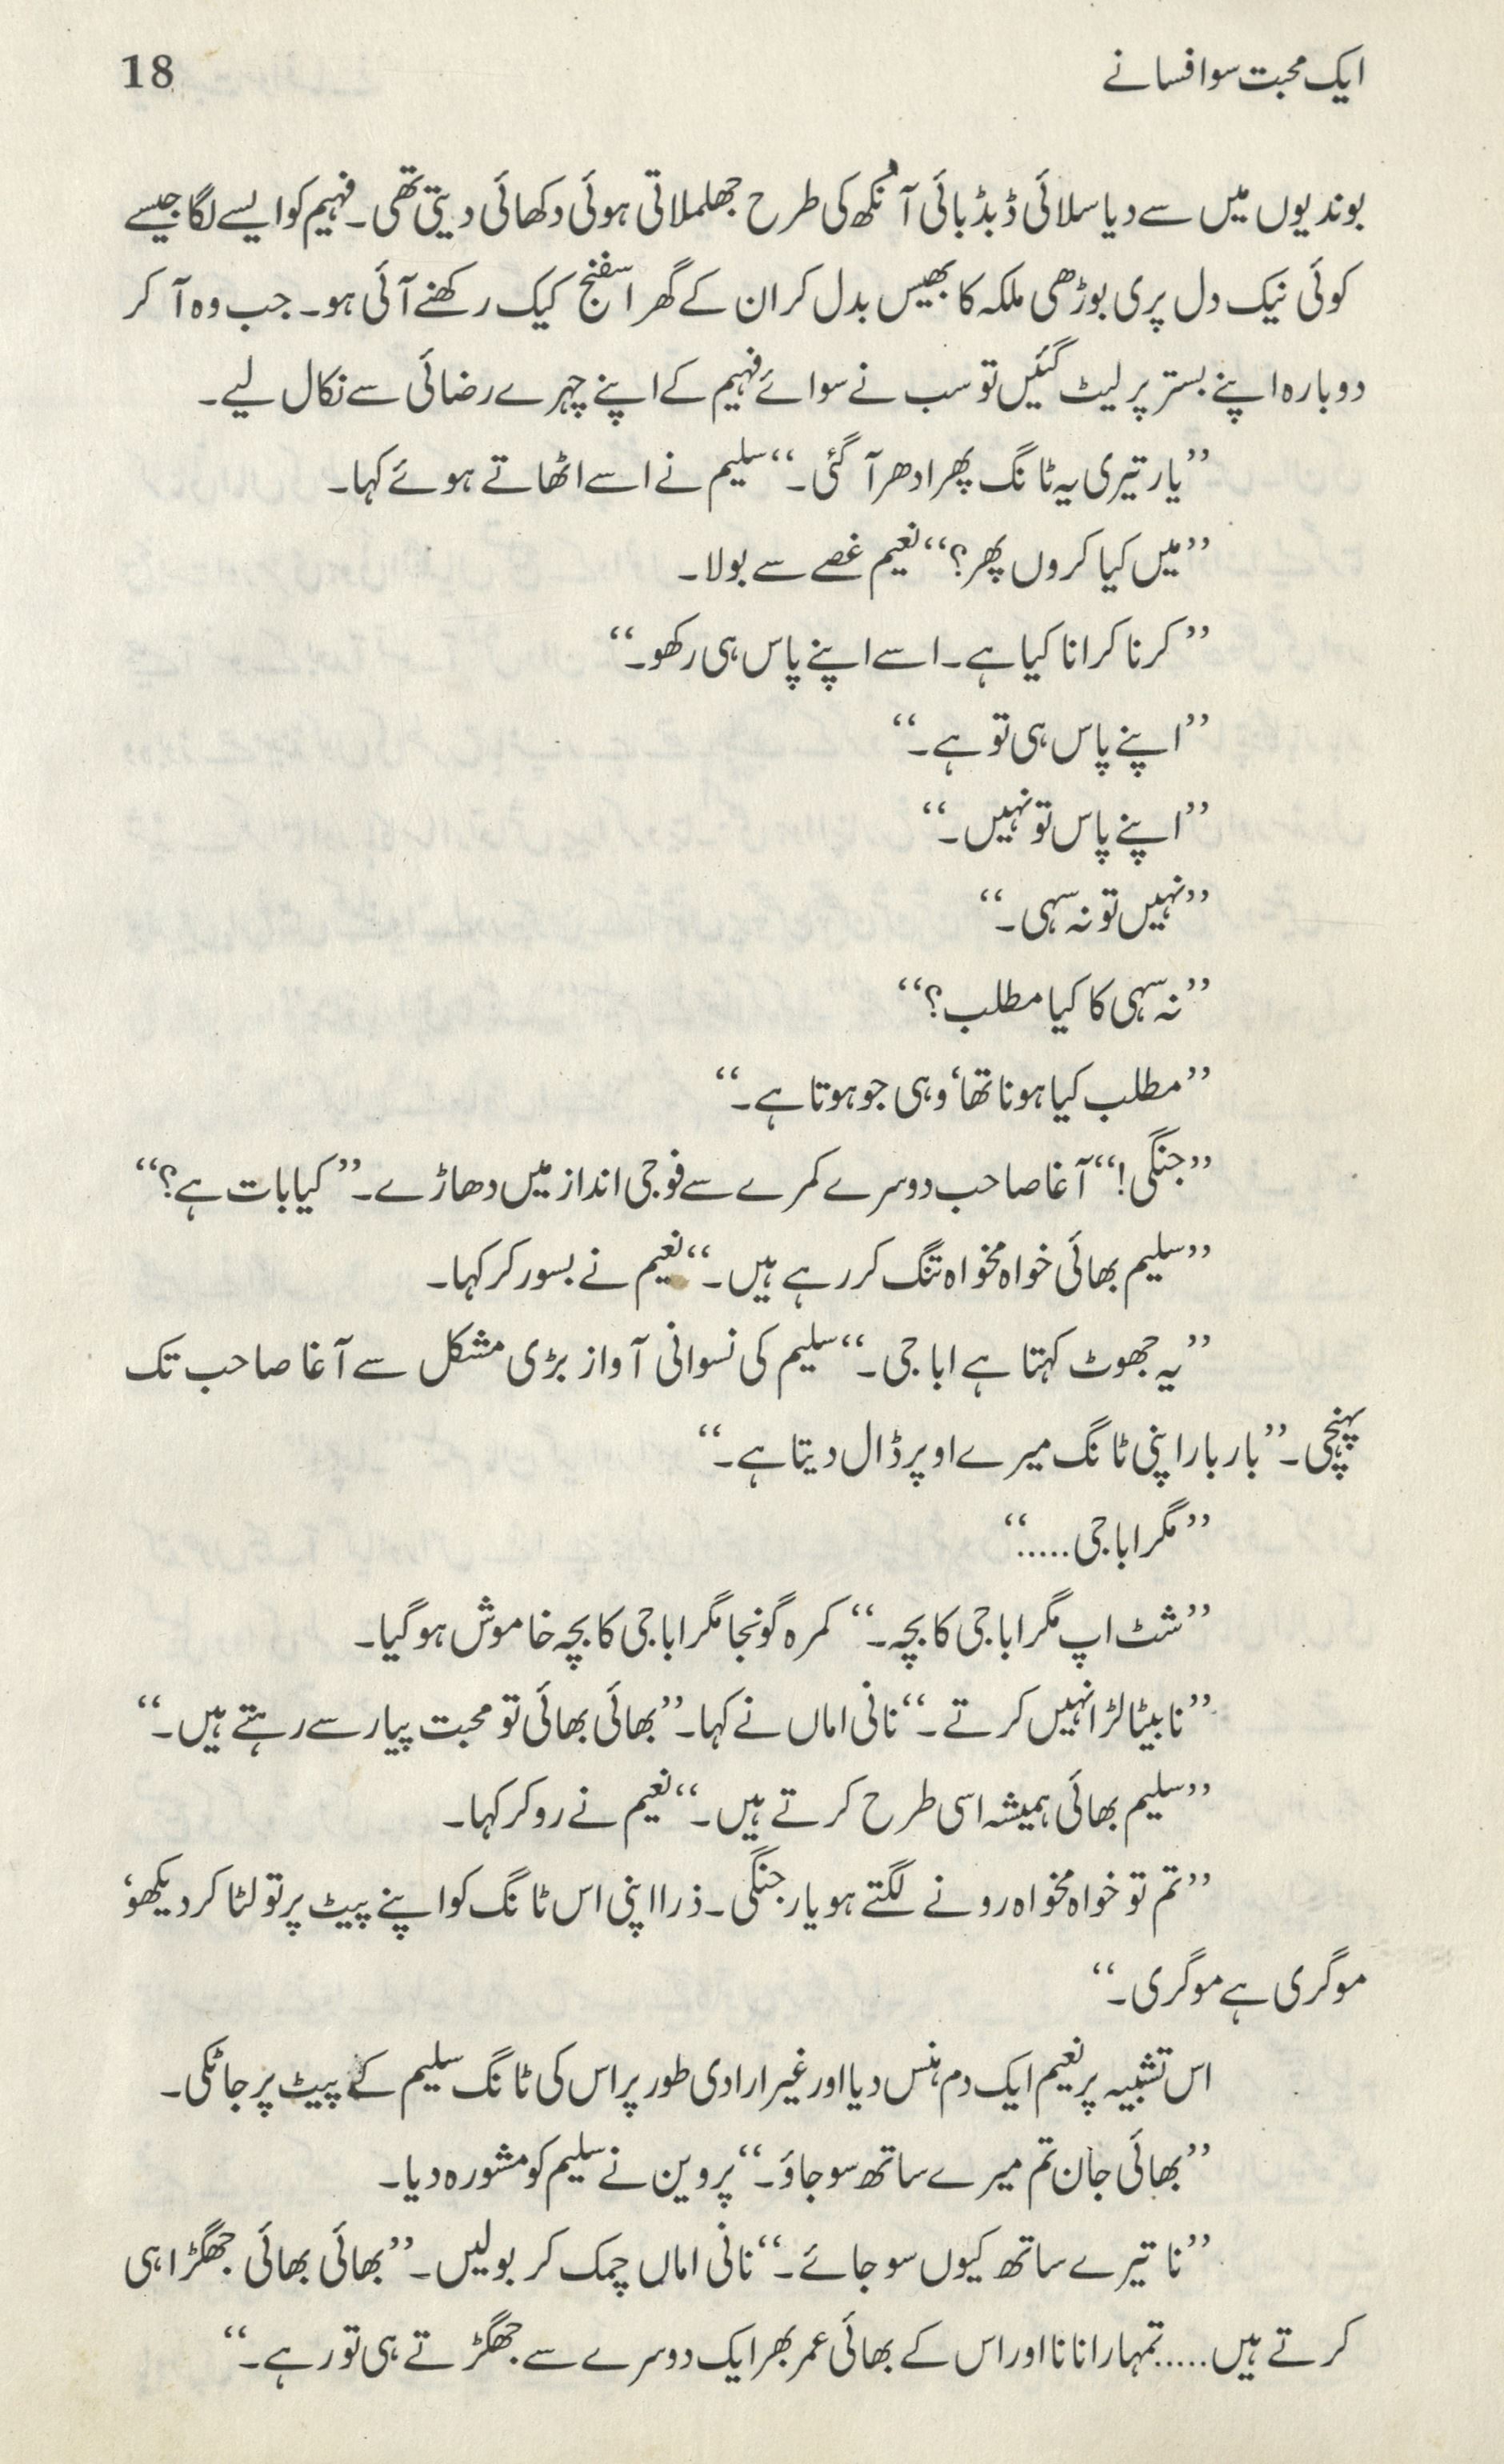 ایک محبت سو افسانے 18
بوندیوں میں سے دیا سلائی ڈبڈبائی آنکھ کی طرح جھلملاتی ہوئی دکھائی دیتی تھی۔ فہیم کو ایسے لگا جیسے
کوئی نیک دل پری بوڑھی ملکہ کا بھیس بدل کر ان کے گھر اسفنج کیک رکھنے آئی ہو۔ جب وہ آ کر
دوبارہ اپنے بستر پر لیٹ گئیں تو سب نے سوائے فہیم کے اپنے چہرے رضائی سے نکال لیے۔
”یار تیری یہ ٹانگ پھر ادھر آ گئی۔“ سلیم نے اسے اٹھاتے ہوئے کہا۔
”میں کیا کروں پھر؟“ نعیم غصے سے بولا۔
”کرنا کرانا کیا ہے۔ اسے اپنے پاس ہی رکھو۔“
”اپنے پاس ہی تو ہے۔“
”اپنے پاس تو نہیں۔“
”نہیں تو نہ سہی۔“
”نہ سہی کا کیا مطلب؟“
”مطلب کیا ہونا تھا‘ وہی جو ہوتا ہے۔“
”جنگی!“ آغا صاحب دوسرے کمرے سے فوجی انداز میں دھاڑے۔ ”کیا بات ہے؟“
”سلیم بھائی خواہ مخواہ تنگ کر رہے ہیں۔“ نعیم نے بسور کر کہا۔
”یہ جھوٹ کہتا ہے ابا جی۔“ سلیم کی نسوانی آواز بڑی مشکل سے آغا صاحب تک
پہنچی۔ ”بار بار اپنی ٹانگ میرے اوپر ڈال دیتا ہے۔“
”مگر ابا جی.....“
”شٹ اپ مگر ابا جی کا بچہ۔“ کمرہ گونجا مگر ابا جی کا بچہ خاموش ہو گیا۔
”نا بیٹا لڑا نہیں کرتے۔“ نانی اماں نے کہا۔ ”بھائی بھائی تو محبت پیار سے رہتے ہیں۔“
”سلیم بھائی ہمیشہ اسی طرح کرتے ہیں۔“ نعیم نے رو کر کہا۔
”تم تو خواہ مخواہ رونے لگتے ہو یار جنگی۔ ذرا اپنی اس ٹانگ کو اپنے پیٹ پر تو لٹا کر دیکھو‘
موگری ہے موگری۔“
اس تشبیہ پر نعیم ایک دم ہنس دیا اور غیر ارادی طور پر اس کی ٹانگ سلیم کے پیٹ پر جا ٹکی۔
”بھائی جان تم میرے ساتھ سو جاؤ۔“ پروین نے سلیم کو مشورہ دیا۔
”نا تیرے ساتھ کیوں سو جائے۔“ نانی اماں چمک کر بولیں۔ ”بھائی بھائی جھگڑا ہی
کرتے ہیں..... تمہارا نانا اور اس کے بھائی عمر بھر ایک دوسرے سے جھگڑتے ہی تو رہے۔“